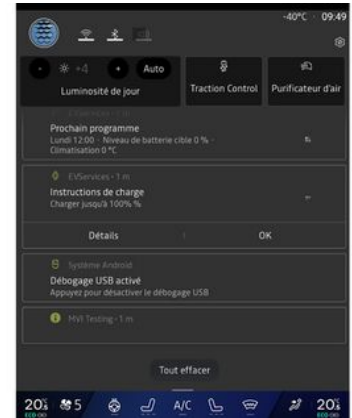 -40°C · 09:49
- +4 + Auto
Luminosité de jour
Traction Control
Purificateur d'air
Prochain programme
Lundi 12:00 · Niveau de batterie cible 0 % ·
Climatisation 0 °C
EVServices · 1 m
Instructions de charge
Charger jusqu'à 100% %
Détails
OK
Système Android
Débogage USB activé
Appuyez pour désactiver le débogage USB
MVI Testing · 1 m
Tout effacer
20.5 5 A/C 20.5
ECO ECO